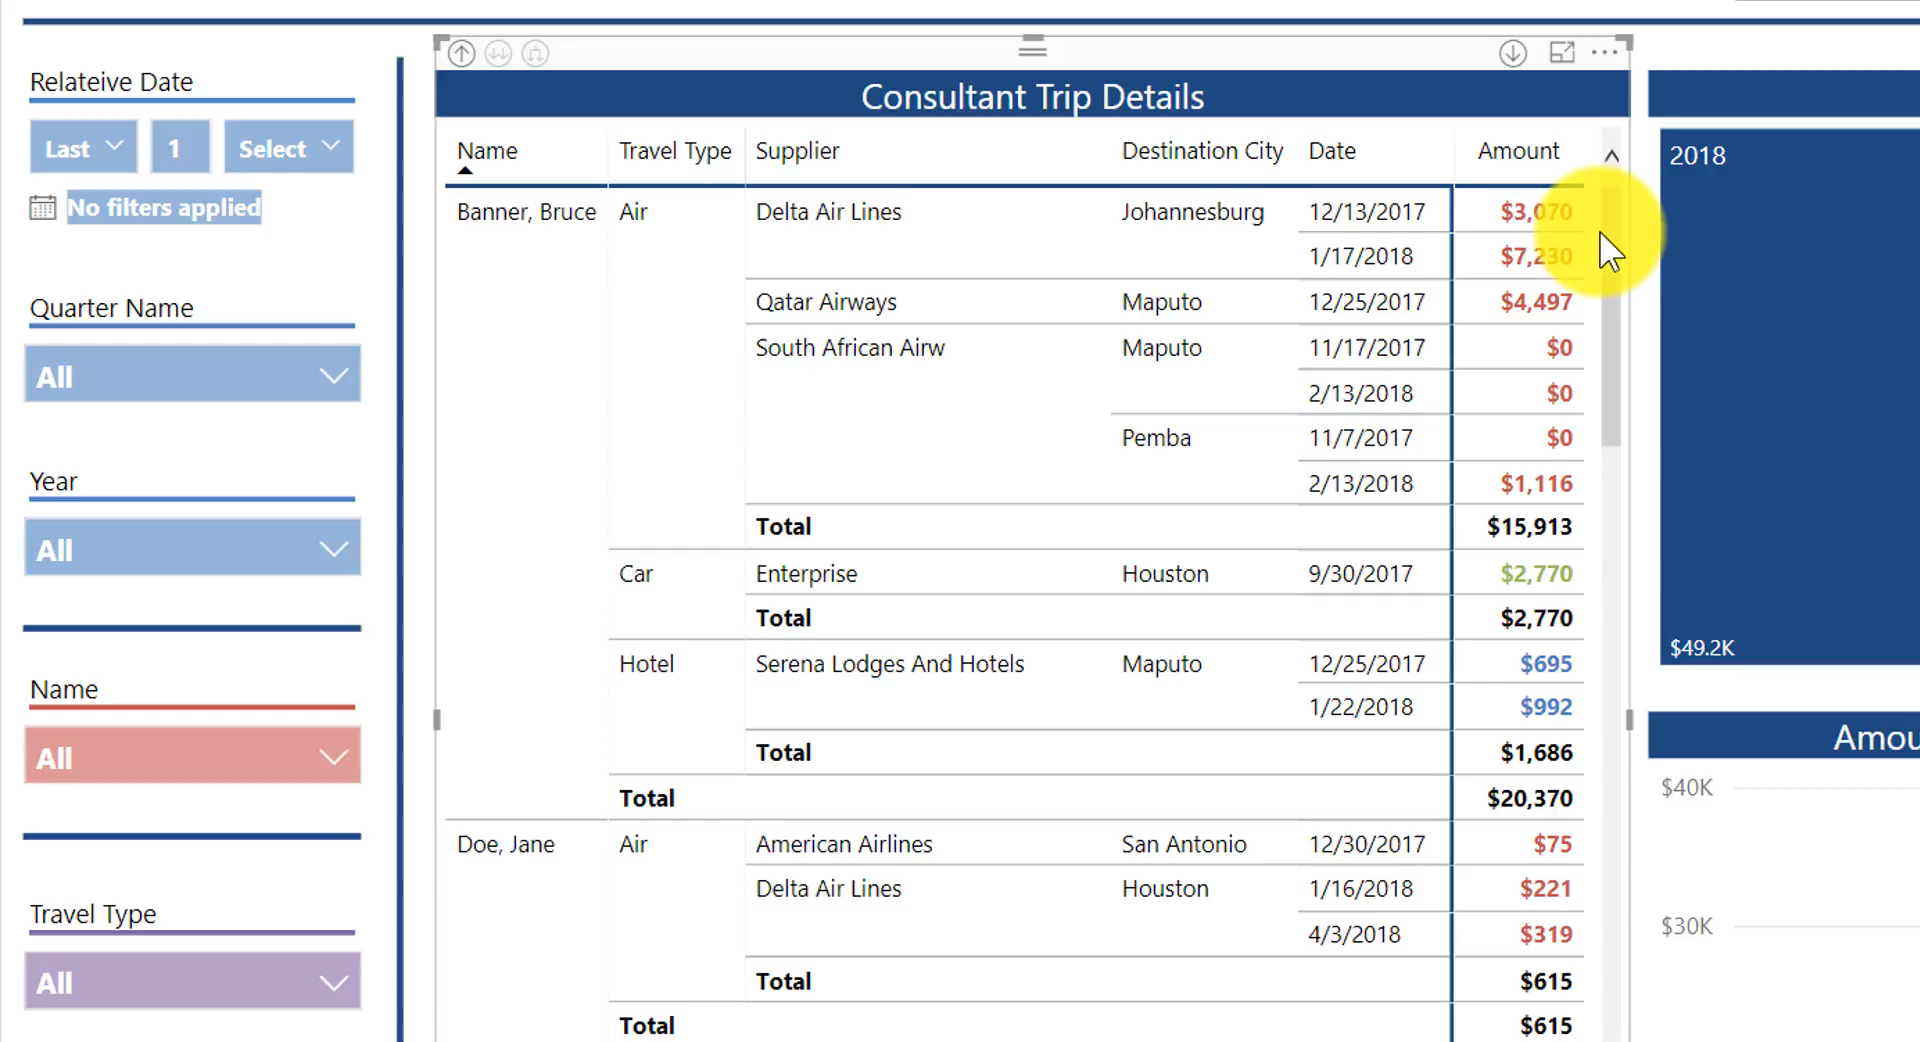 Relateive Date
Last 1 Select
No filters applied
Quarter Name
All
Year
All
Name
All
Travel Type
All
Consultant Trip Details
Name Travel Type Supplier Destination City Date Amount
Banner, Bruce Air Delta Air Lines Johannesburg 12/13/2017 $3,070
1/17/2018 $7,230
Qatar Airways Maputo 12/25/2017 $4,497
South African Airw Maputo 11/17/2017 $0
2/13/2018 $0
Pemba 11/7/2017 $0
2/13/2018 $1,116
Total $15,913
Car Enterprise Houston 9/30/2017 $2,770
Total $2,770
Hotel Serena Lodges And Hotels Maputo 12/25/2017 $695
1/22/2018 $992
Total $1,686
Total $20,370
Doe, Jane Air American Airlines San Antonio 12/30/2017 $75
Delta Air Lines Houston 1/16/2018 $221
4/3/2018 $319
Total $615
Total $615
2018
$49.2K
Amou
$40K
$30K